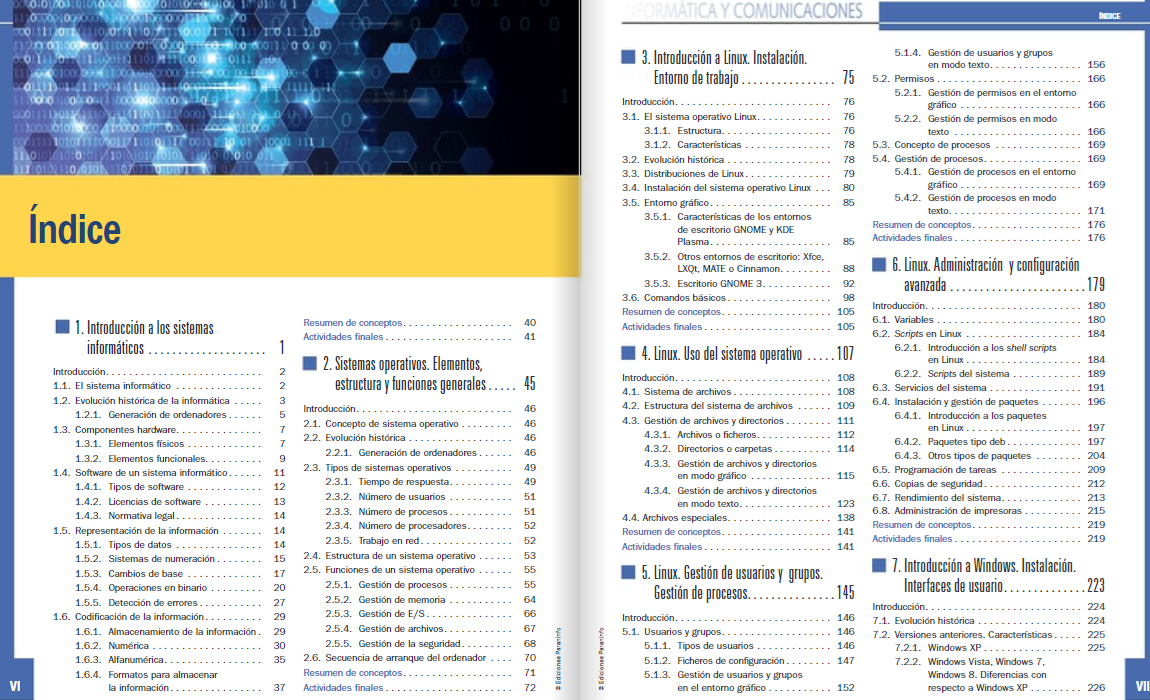 Índice
1. Introducción a los sistemas
informáticos . . . . . . . . . . . . . . . . . . 1
Introducción. . . . . . . . . . . . . . . . . . 2
1.1. El sistema informático . . . . . . . . . . 2
1.2. Evolución histórica de la informática . . . . . 3
1.2.1. Generación de ordenadores . . . . . . 5
1.3. Componentes hardware. . . . . . . . . . 7
1.3.1. Elementos físicos . . . . . . . . . . 7
1.3.2. Elementos funcionales. . . . . . . . . 9
1.4. Software de un sistema informático . . . . . . 11
1.4.1. Tipos de software . . . . . . . . . . 12
1.4.2. Licencias de software . . . . . . . . . 13
1.4.3. Normativa legal . . . . . . . . . . 14
1.5. Representación de la información . . . . . . . 14
1.5.1. Tipos de datos . . . . . . . . . . 14
1.5.2. Sistemas de numeración . . . . . . . . 15
1.5.3. Cambios de base . . . . . . . . . . 17
1.5.4. Operaciones en binario . . . . . . . . 20
1.5.5. Detección de errores . . . . . . . . . 27
1.6. Codificación de la información . . . . . . . . 29
1.6.1. Almacenamiento de la información . 29
1.6.2. Numérica . . . . . . . . . . 30
1.6.3. Alfanumérica . . . . . . . . . . 35
1.6.4. Formatos para almacenar
la información . . . . . . . . . . 37
Resumen de conceptos . . . . . . . . . . 40
Actividades finales . . . . . . . . . . 41
2. Sistemas operativos. Elementos,
estructura y funciones generales . . . . . 45
Introducción . . . . . . . . . . 46
2.1. Concepto de sistema operativo . . . . . . . 46
2.2. Evolución histórica . . . . . . . . . . 46
2.2.1. Generación de ordenadores . . . . . 46
2.3. Tipos de sistemas operativos . . . . . . . . 49
2.3.1. Tiempo de respuesta . . . . . . . . . 49
2.3.2. Número de usuarios . . . . . . . . . 51
2.3.3. Número de procesos . . . . . . . . . 51
2.3.4. Número de procesadores . . . . . . . 52
2.3.5. Trabajo en red . . . . . . . . . . 52
2.4. Estructura de un sistema operativo . . . . . . 53
2.5. Funciones de un sistema operativo . . . . . . 55
2.5.1. Gestión de procesos . . . . . . . . . 55
2.5.2. Gestión de memoria . . . . . . . . . 64
2.5.3. Gestión de E/S . . . . . . . . . . 66
2.5.4. Gestión de archivos . . . . . . . . . 67
2.5.5. Gestión de la seguridad . . . . . . . . 68
2.6. Secuencia de arranque del ordenador . . . . 70
Resumen de conceptos . . . . . . . . . . 71
Actividades finales . . . . . . . . . . 72
© Ediciones Paraninfo
VI
INFORMÁTICA Y COMUNICACIONES
ÍNDICE
3. Introducción a Linux. Instalación.
Entorno de trabajo . . . . . . . . . . 75
Introducción . . . . . . . . . . 76
3.1. El sistema operativo Linux . . . . . . . . . . 76
3.1.1. Estructura . . . . . . . . . . 76
3.1.2. Características . . . . . . . . . . 78
3.2. Evolución histórica . . . . . . . . . . 78
3.3. Distribuciones de Linux . . . . . . . . . . 79
3.4. Instalación del sistema operativo Linux . . . 80
3.5. Entorno gráfico . . . . . . . . . . 85
3.5.1. Características de los entornos
de escritorio GNOME y KDE
Plasma . . . . . . . . . . 85
3.5.2. Otros entornos de escritorio: Xfce,
LXQt, MATE o Cinnamon . . . . . . . . . 88
3.5.3. Escritorio GNOME 3 . . . . . . . . . . 92
3.6. Comandos básicos . . . . . . . . . . 98
Resumen de conceptos . . . . . . . . . . 105
Actividades finales . . . . . . . . . . 105
4. Linux. Uso del sistema operativo . . . . . 107
Introducción . . . . . . . . . . 108
4.1. Sistema de archivos . . . . . . . . . . 108
4.2. Estructura del sistema de archivos . . . . . . 109
4.3. Gestión de archivos y directorios . . . . . . . 111
4.3.1. Archivos o ficheros . . . . . . . . . . 112
4.3.2. Directorios o carpetas . . . . . . . . . 114
4.3.3. Gestión de archivos y directorios
en modo gráfico . . . . . . . . . . 115
4.3.4. Gestión de archivos y directorios
en modo texto . . . . . . . . . . 123
4.4. Archivos especiales . . . . . . . . . . 138
Resumen de conceptos . . . . . . . . . . 141
Actividades finales . . . . . . . . . . 141
5. Linux. Gestión de usuarios y grupos.
Gestión de procesos. . . . . . . . . . . 145
Introducción . . . . . . . . . . 146
5.1. Usuarios y grupos . . . . . . . . . . 146
5.1.1. Tipos de usuarios . . . . . . . . . . 146
5.1.2. Ficheros de configuración . . . . . . . 147
5.1.3. Gestión de usuarios y grupos
en el entorno gráfico . . . . . . . . . . 152
© Ediciones Paraninfo
5.1.4. Gestión de usuarios y grupos
en modo texto . . . . . . . . . . 156
5.2. Permisos . . . . . . . . . . 166
5.2.1. Gestión de permisos en el entorno
gráfico . . . . . . . . . . 166
5.2.2. Gestión de permisos en modo
texto . . . . . . . . . . 166
5.3. Concepto de procesos . . . . . . . . . . 169
5.4. Gestión de procesos . . . . . . . . . . 169
5.4.1. Gestión de procesos en el entorno
gráfico . . . . . . . . . . 169
5.4.2. Gestión de procesos en modo
texto . . . . . . . . . . 171
Resumen de conceptos . . . . . . . . . . 176
Actividades finales . . . . . . . . . . 176
6. Linux. Administración y configuración
avanzada . . . . . . . . . . 179
Introducción . . . . . . . . . . 180
6.1. Variables . . . . . . . . . . 180
6.2. Scripts en Linux . . . . . . . . . . 184
6.2.1. Introducción a los shell scripts
en Linux . . . . . . . . . . 184
6.2.2. Scripts del sistema . . . . . . . . . . 189
6.3. Servicios del sistema . . . . . . . . . . 191
6.4. Instalación y gestión de paquetes . . . . . . . 196
6.4.1. Introducción a los paquetes
en Linux . . . . . . . . . . 197
6.4.2. Paquetes tipo deb . . . . . . . . . . 197
6.4.3. Otros tipos de paquetes . . . . . . . . 204
6.5. Programación de tareas . . . . . . . . . . 209
6.6. Copias de seguridad . . . . . . . . . . 212
6.7. Rendimiento del sistema . . . . . . . . . . 213
6.8. Administración de impresoras . . . . . . . . . 215
Resumen de conceptos . . . . . . . . . . 219
Actividades finales . . . . . . . . . . 219
7. Introducción a Windows. Instalación.
Interfaces de usuario . . . . . . . . . . 223
Introducción . . . . . . . . . . 224
7.1. Evolución histórica . . . . . . . . . . 224
7.2. Versiones anteriores. Características . . . . . 225
7.2.1. Windows XP . . . . . . . . . . 225
7.2.2. Windows Vista, Windows 7,
Windows 8. Diferencias con
respecto a Windows XP . . . . . . . . . 226
VII